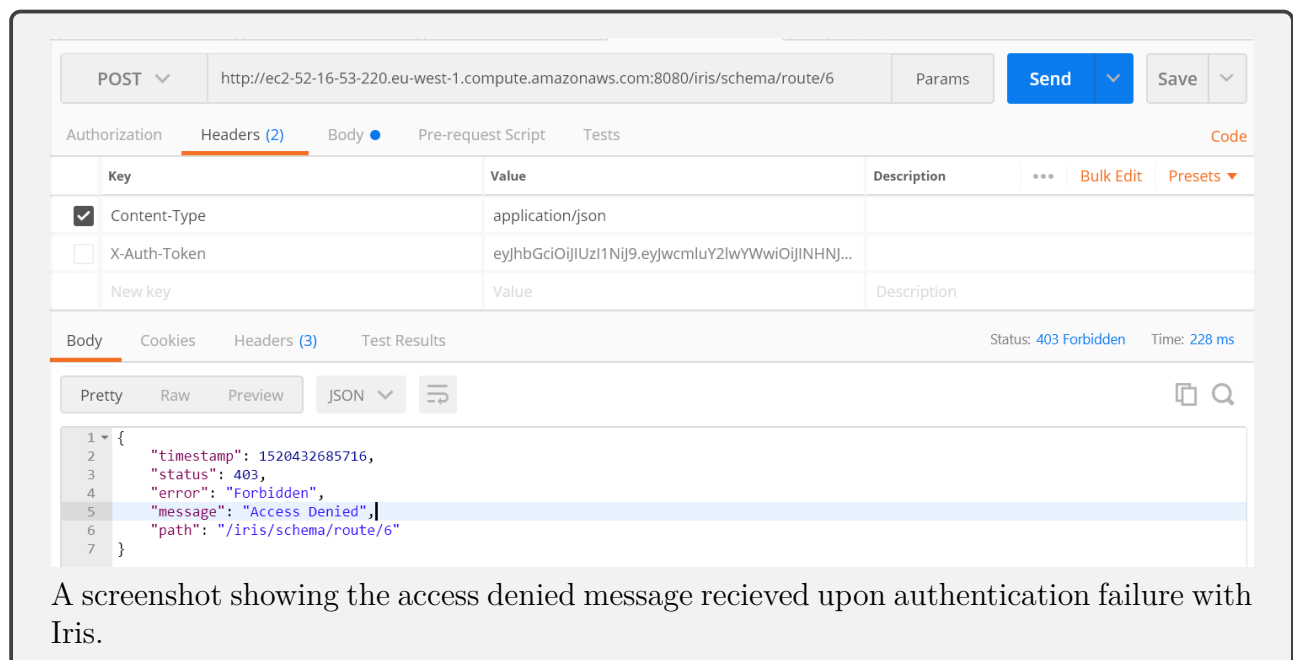 POST http://ec2-52-16-53-220.eu-west-1.compute.amazonaws.com:8080/iris/schema/route/6 Params Send Save
Authorization Headers (2) Body Pre-request Script Tests Code
Key Value Description ••• Bulk Edit Presets
Content-Type application/json
X-Auth-Token eyJhbGciOiJIUzI1NiJ9.eyJwcmluY2lwYWwiOiJINHNJ...
New key Value Description
Body Cookies Headers (3) Test Results Status: 403 Forbidden Time: 228 ms
Pretty Raw Preview JSON
1 {
2 "timestamp": 1520432685716,
3 "status": 403,
4 "error": "Forbidden",
5 "message": "Access Denied",
6 "path": "/iris/schema/route/6"
7 }
A screenshot showing the access denied message recieved upon authentication failure with
Iris.